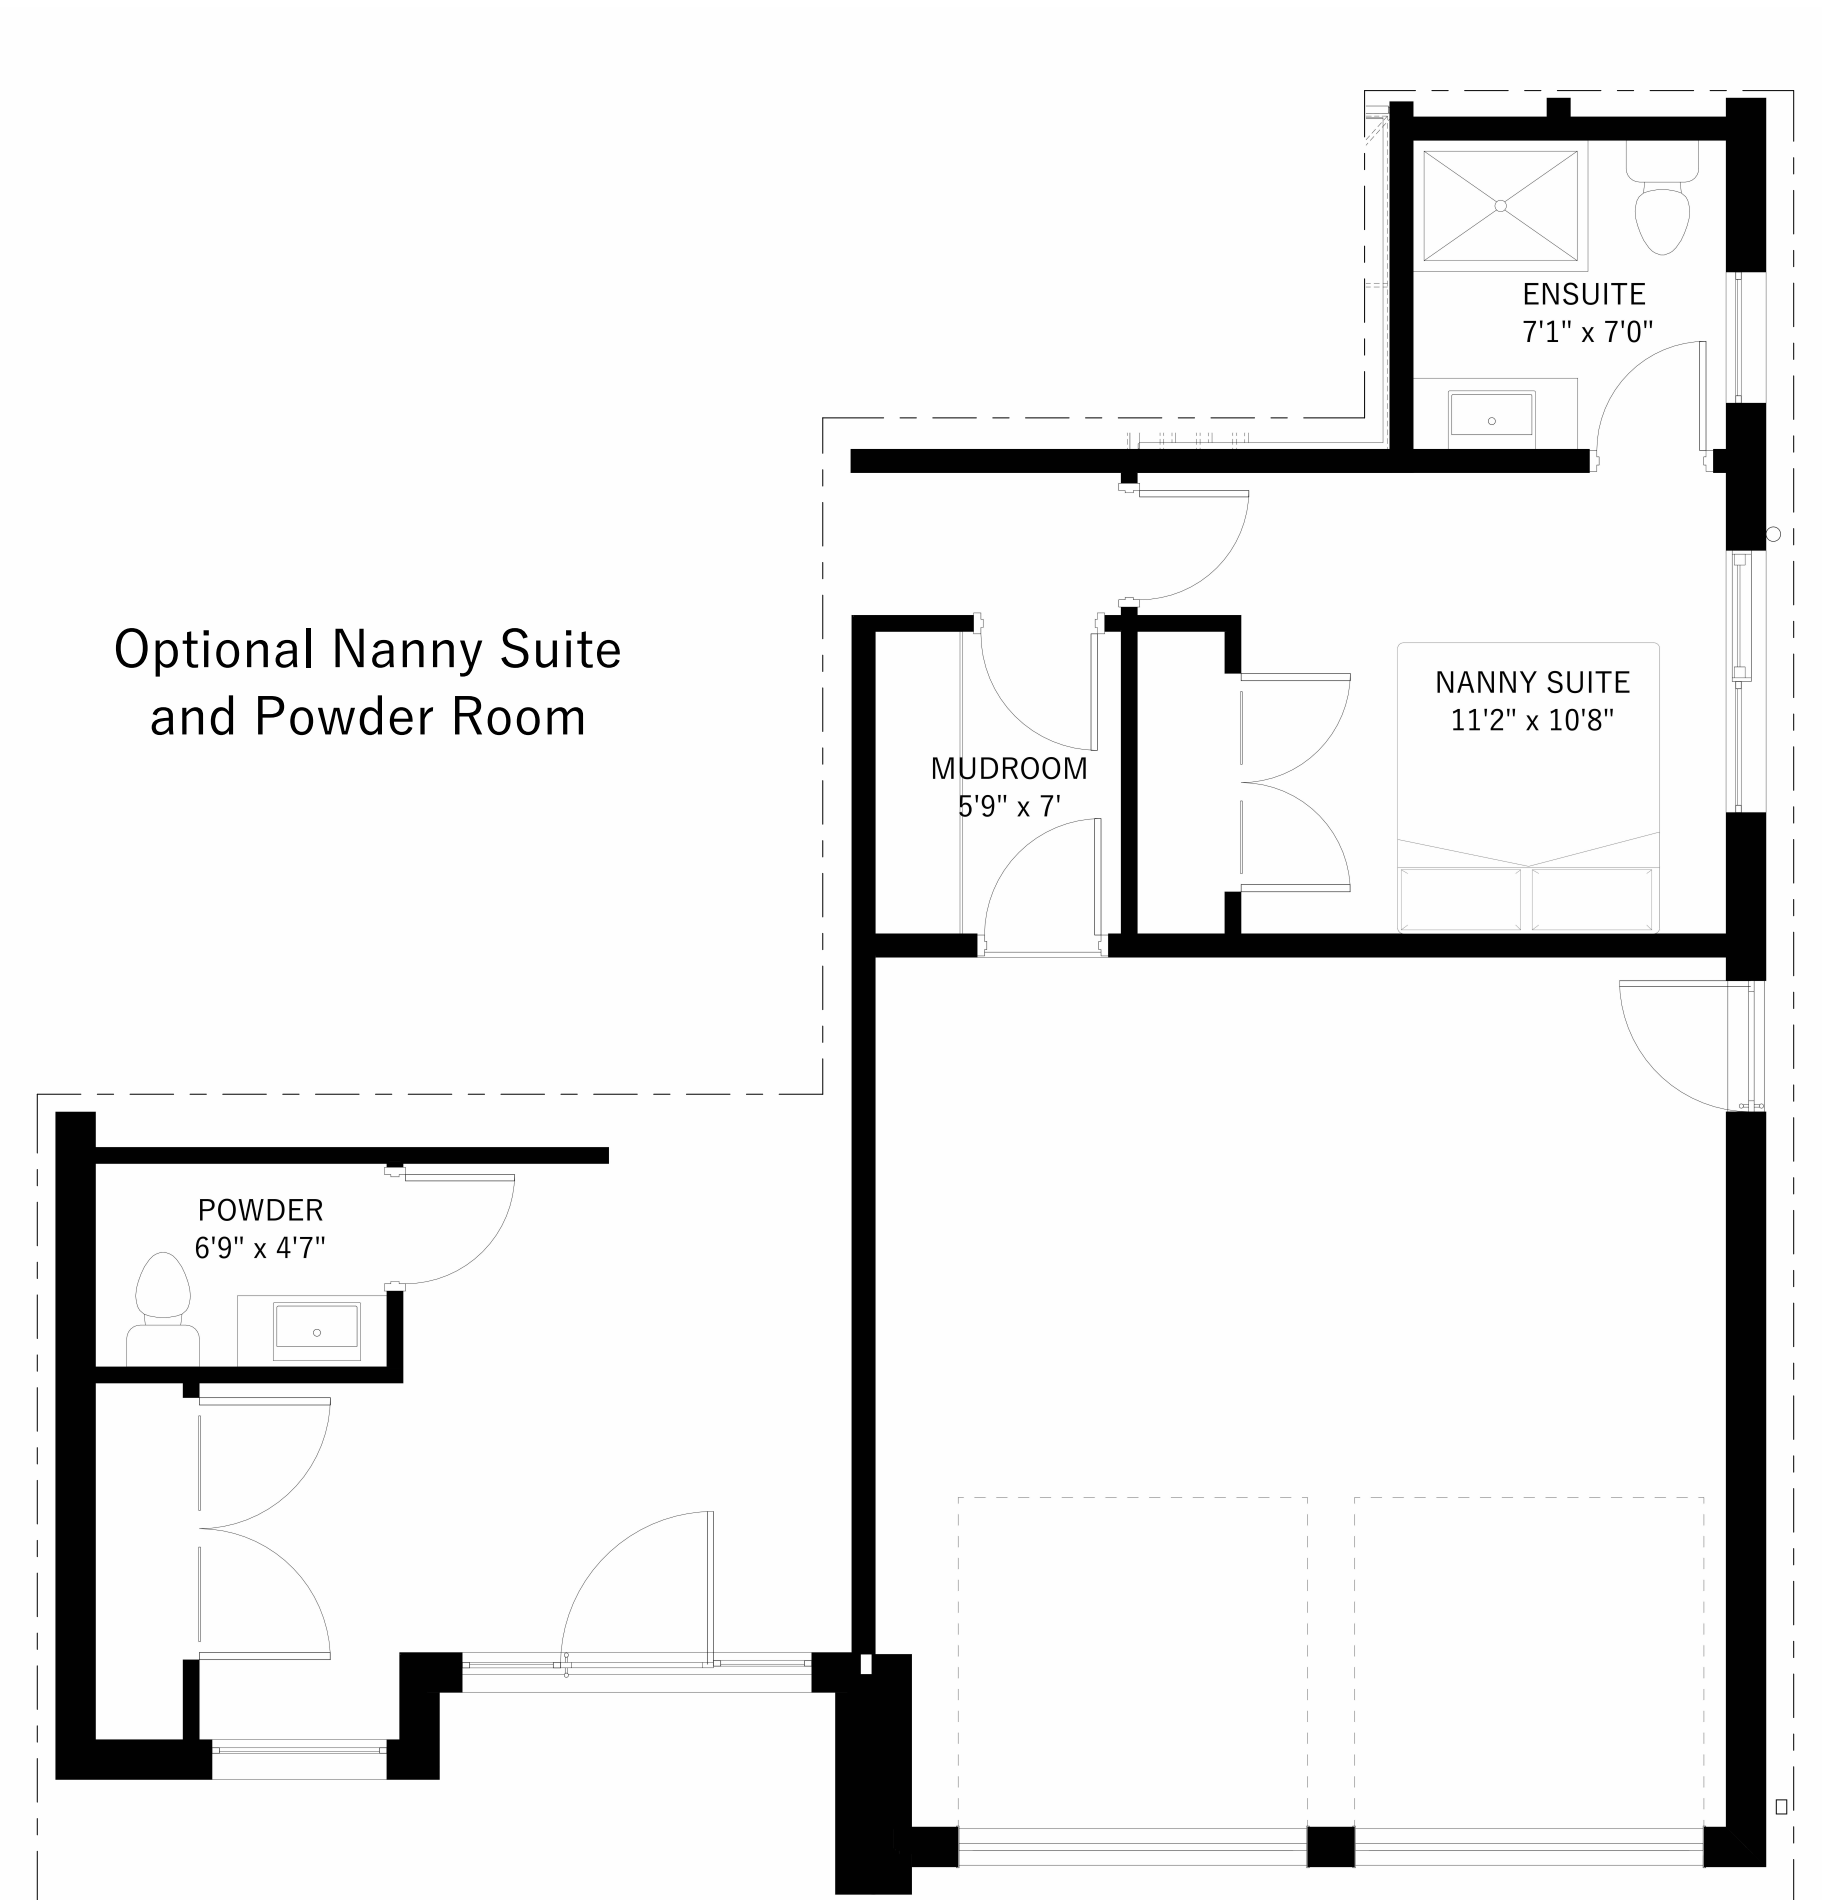 ENSUITE
7'1" x 7'0"
Optional Nanny Suite
and Powder Room
NANNY SUITE
11'2" x 10'8"
MUDROOM
5'9" x 7'
POWDER
6'9" x 4'7"